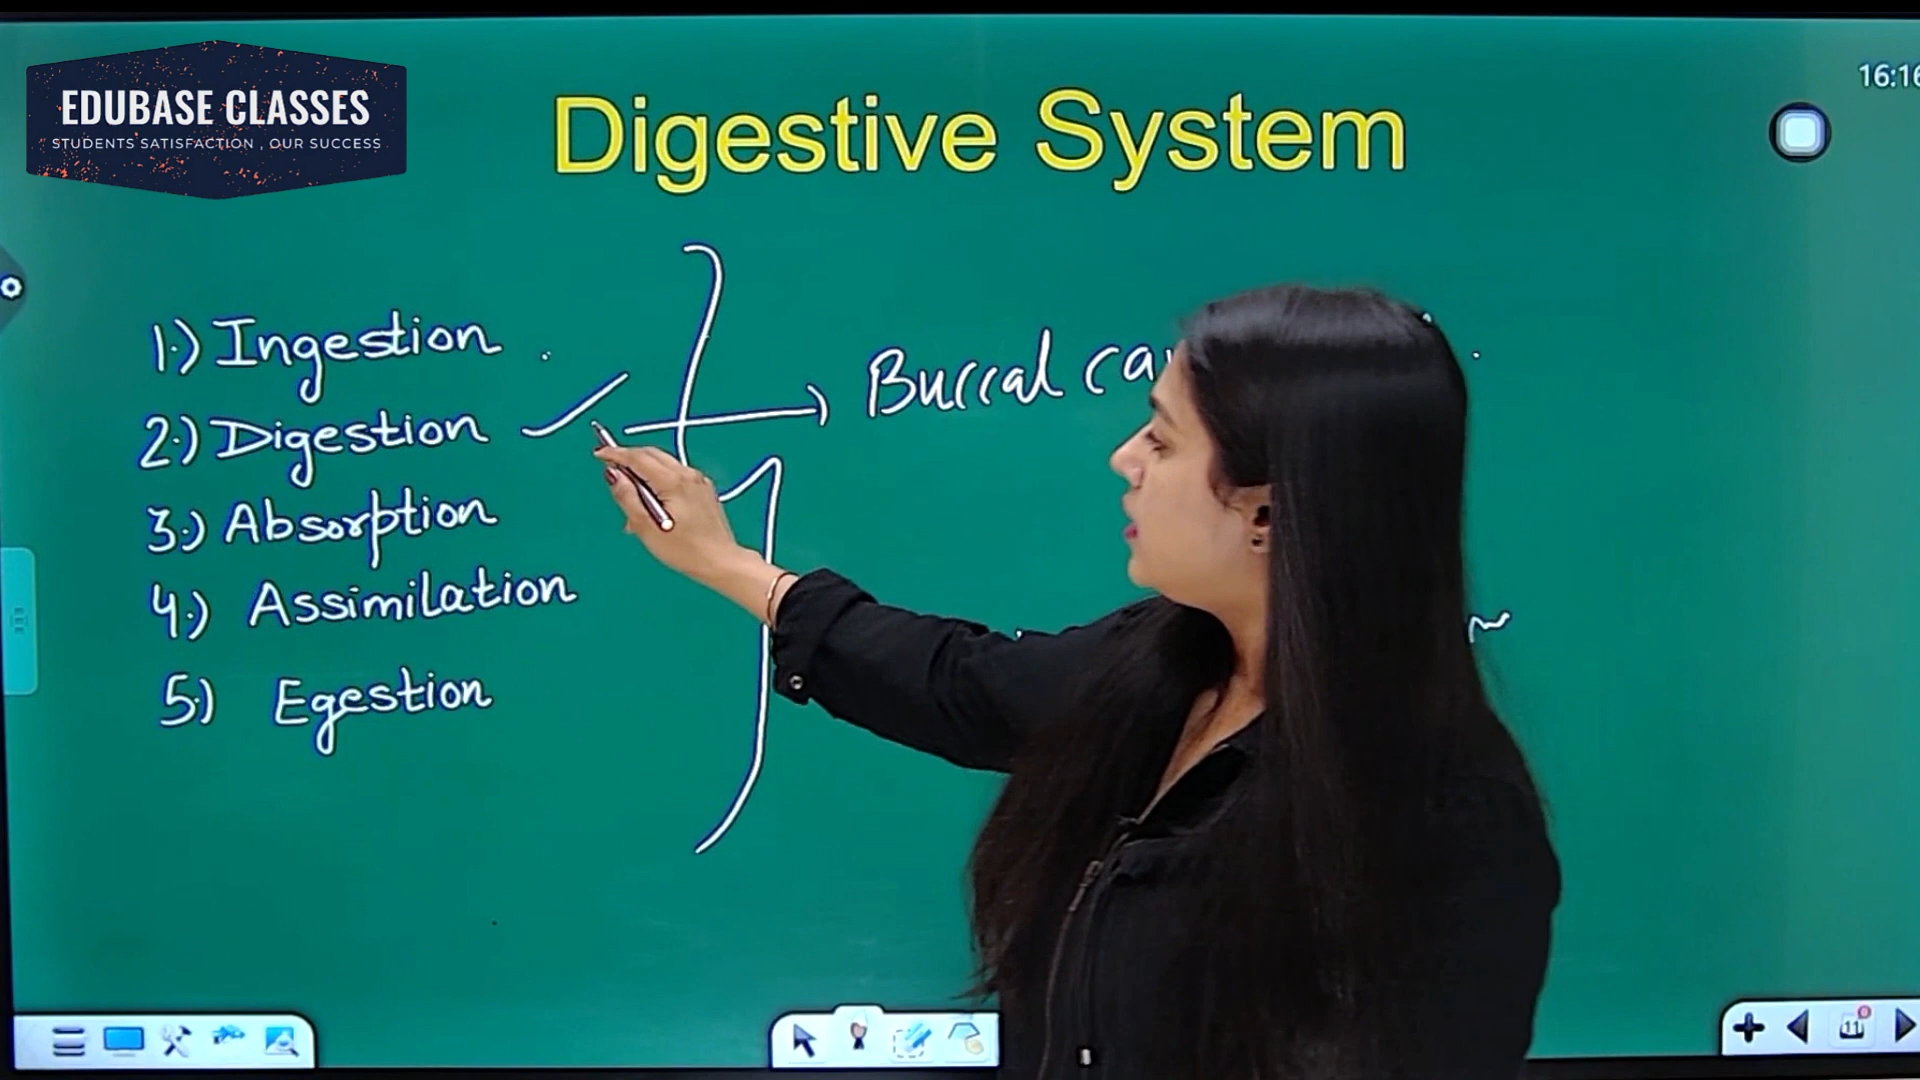 EDUBASE CLASSES
STUDENTS SATISFACTION , OUR SUCCESS
Digestive System
16:16
1.) Ingestion
2.) Digestion
Buccal
3.) Absorption
4.) Assimilation
5.) Egestion
11